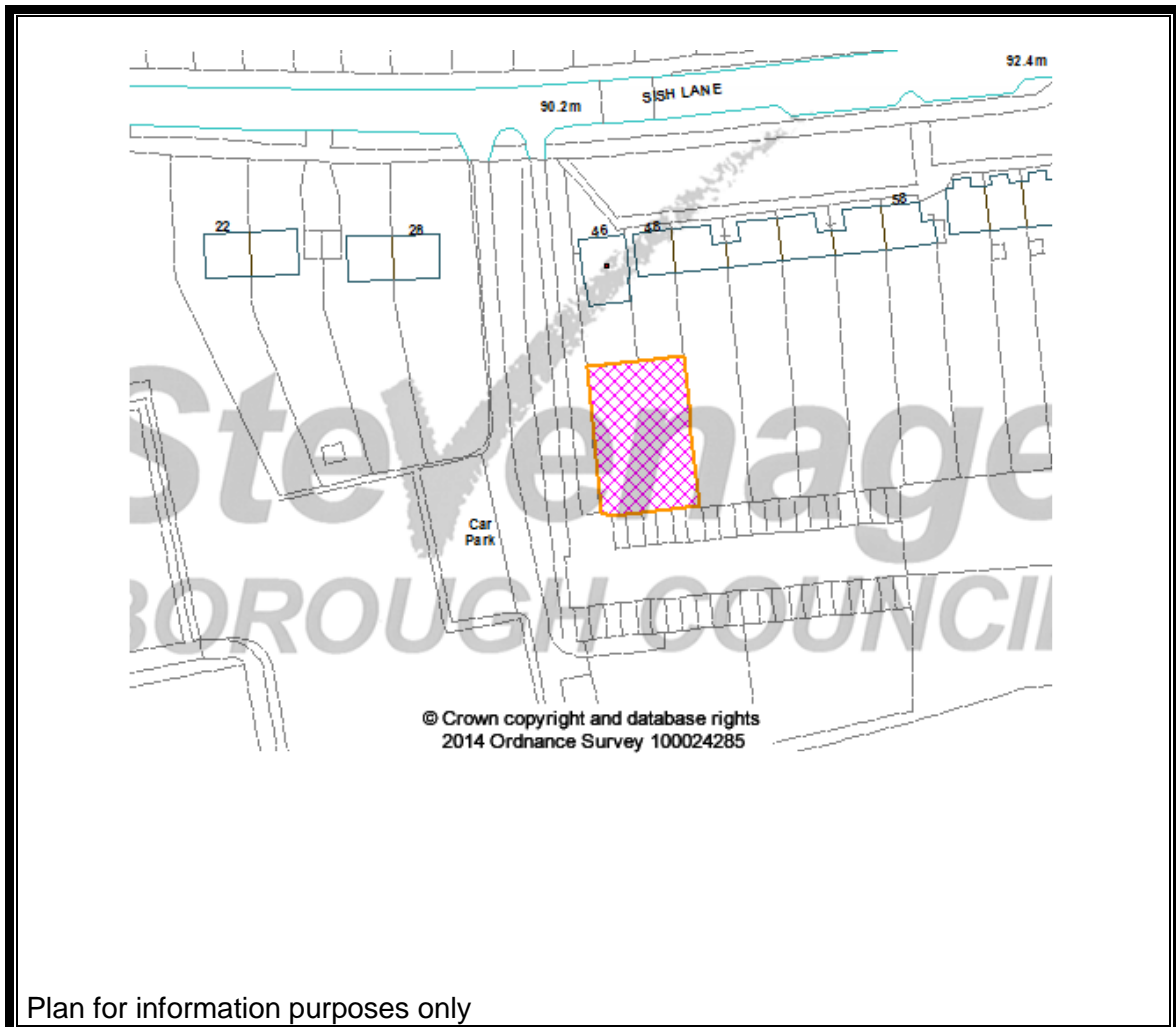 92.4m
SISH LANE
90.2m
22
28
46
48
58
Stevenage
Car
Park
BOROUGH COUNCIL
© Crown copyright and database rights
2014 Ordnance Survey 100024285
Plan for information purposes only